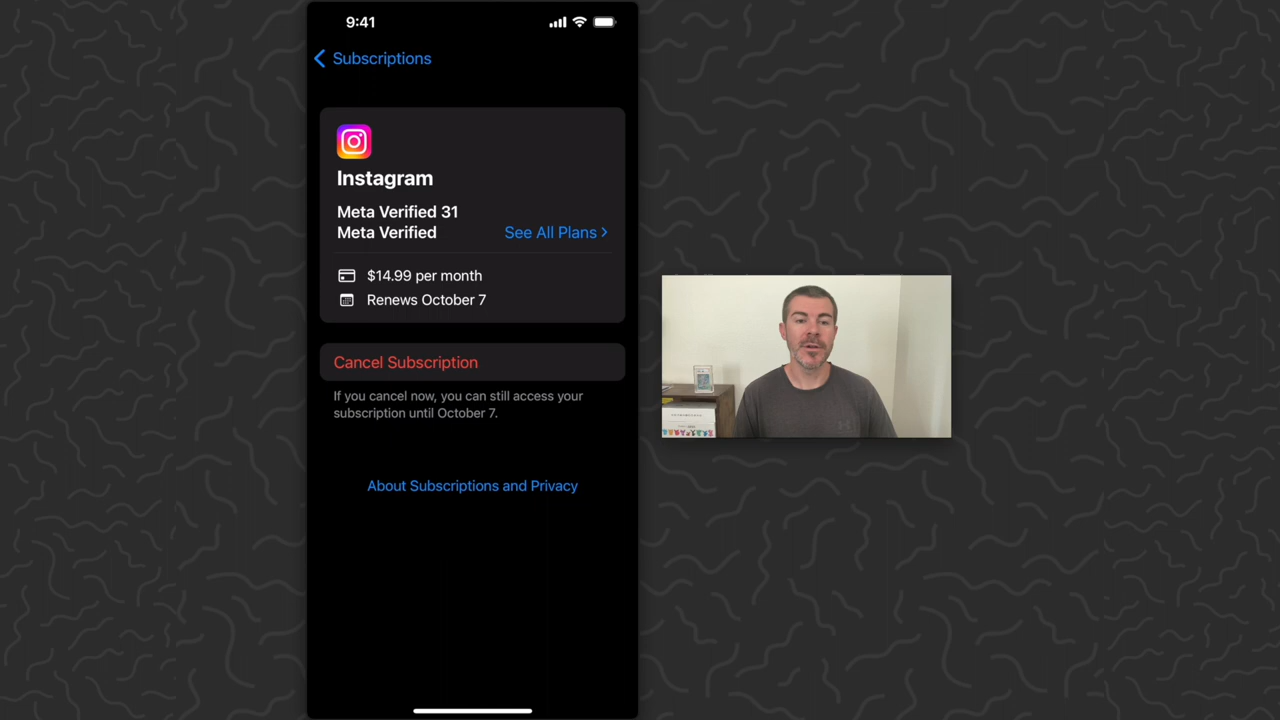 9:41
Subscriptions
Instagram
Meta Verified 31
Meta Verified
See All Plans
$14.99 per month
Renews October 7
Cancel Subscription
If you cancel now, you can still access your
subscription until October 7.
About Subscriptions and Privacy